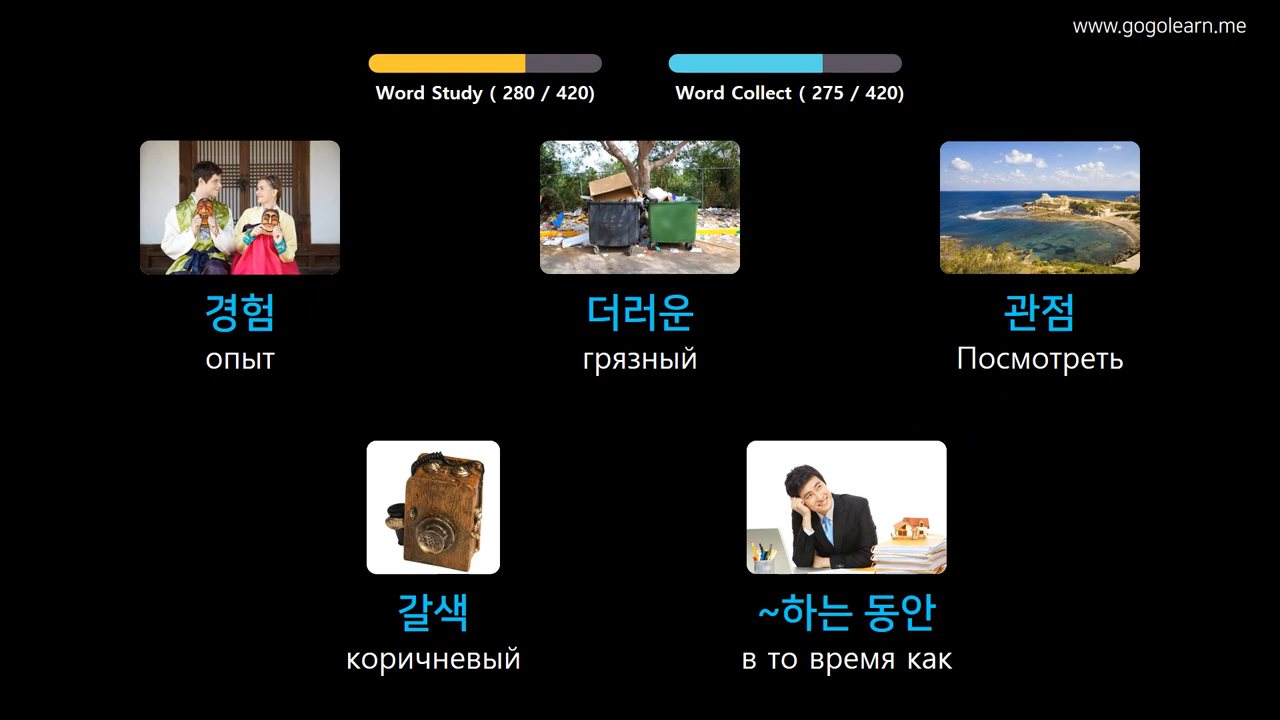 www.gogolearn.me
Word Study ( 280 / 420)
Word Collect ( 275 / 420)
경험
опыт
더러운
грязный
관점
Посмотреть
갈색
коричневый
~하는 동안
в то время как